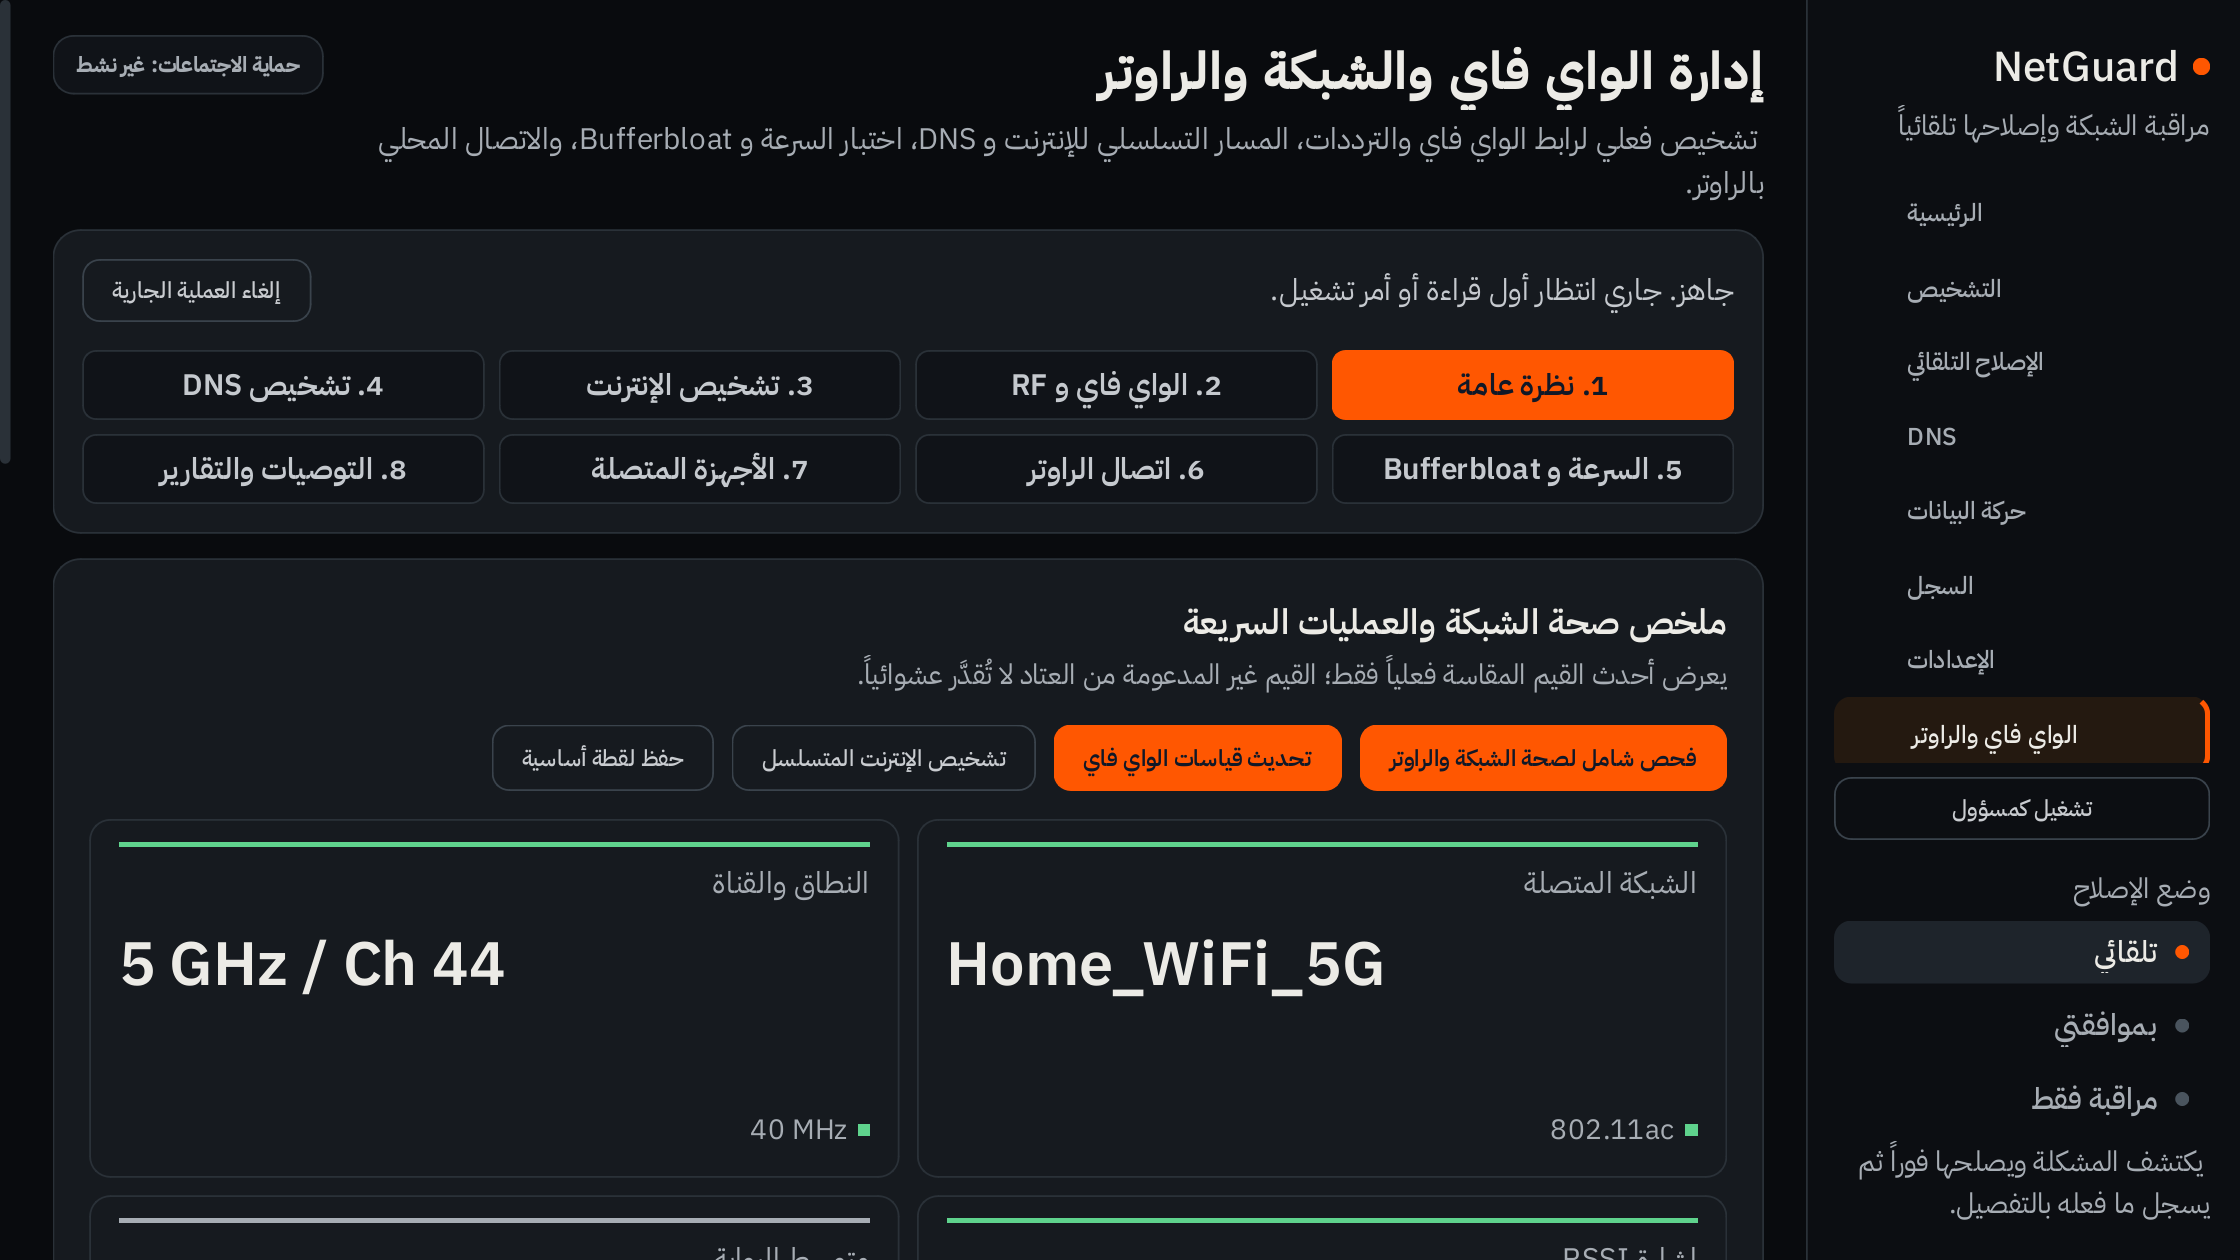 NetGuard
مراقبة الشبكة وإصلاحها تلقائياً
الرئيسية
التشخيص
الإصلاح التلقائي
DNS
حركة البيانات
السجل
الإعدادات
الواي فاي والراوتر
تشغيل كمسؤول
وضع الإصلاح
تلقائي
بموافقتي
مراقبة فقط
يكتشف المشكلة ويصلحها فوراً ثم
يسجل ما فعله بالتفصيل.
إدارة الواي فاي والشبكة والراوتر
حماية الاجتماعات: غير نشط
تشخيص فعلي لرابط الواي فاي والترددات، المسار التسلسلي للإنترنت و DNS، اختبار السرعة و Bufferbloat، والاتصال المحلي
بالراوتر.
جاهز. جاري انتظار أول قراءة أو أمر تشغيل.
إلغاء العملية الجارية
1. نظرة عامة
2. الواي فاي و RF
3. تشخيص الإنترنت
4. تشخيص DNS
5. السرعة و Bufferbloat
6. اتصال الراوتر
7. الأجهزة المتصلة
8. التوصيات والتقارير
ملخص صحة الشبكة والعمليات السريعة
يعرض أحدث القيم المقاسة فعلياً فقط؛ القيم غير المدعومة من العتاد لا تُقدَّر عشوائياً.
فحص شامل لصحة الشبكة والراوتر
تحديث قياسات الواي فاي
تشخيص الإنترنت المتسلسل
حفظ لقطة أساسية
الشبكة المتصلة
Home_WiFi_5G
802.11ac
النطاق والقناة
5 GHz / Ch 44
40 MHz
إشارة RSSI